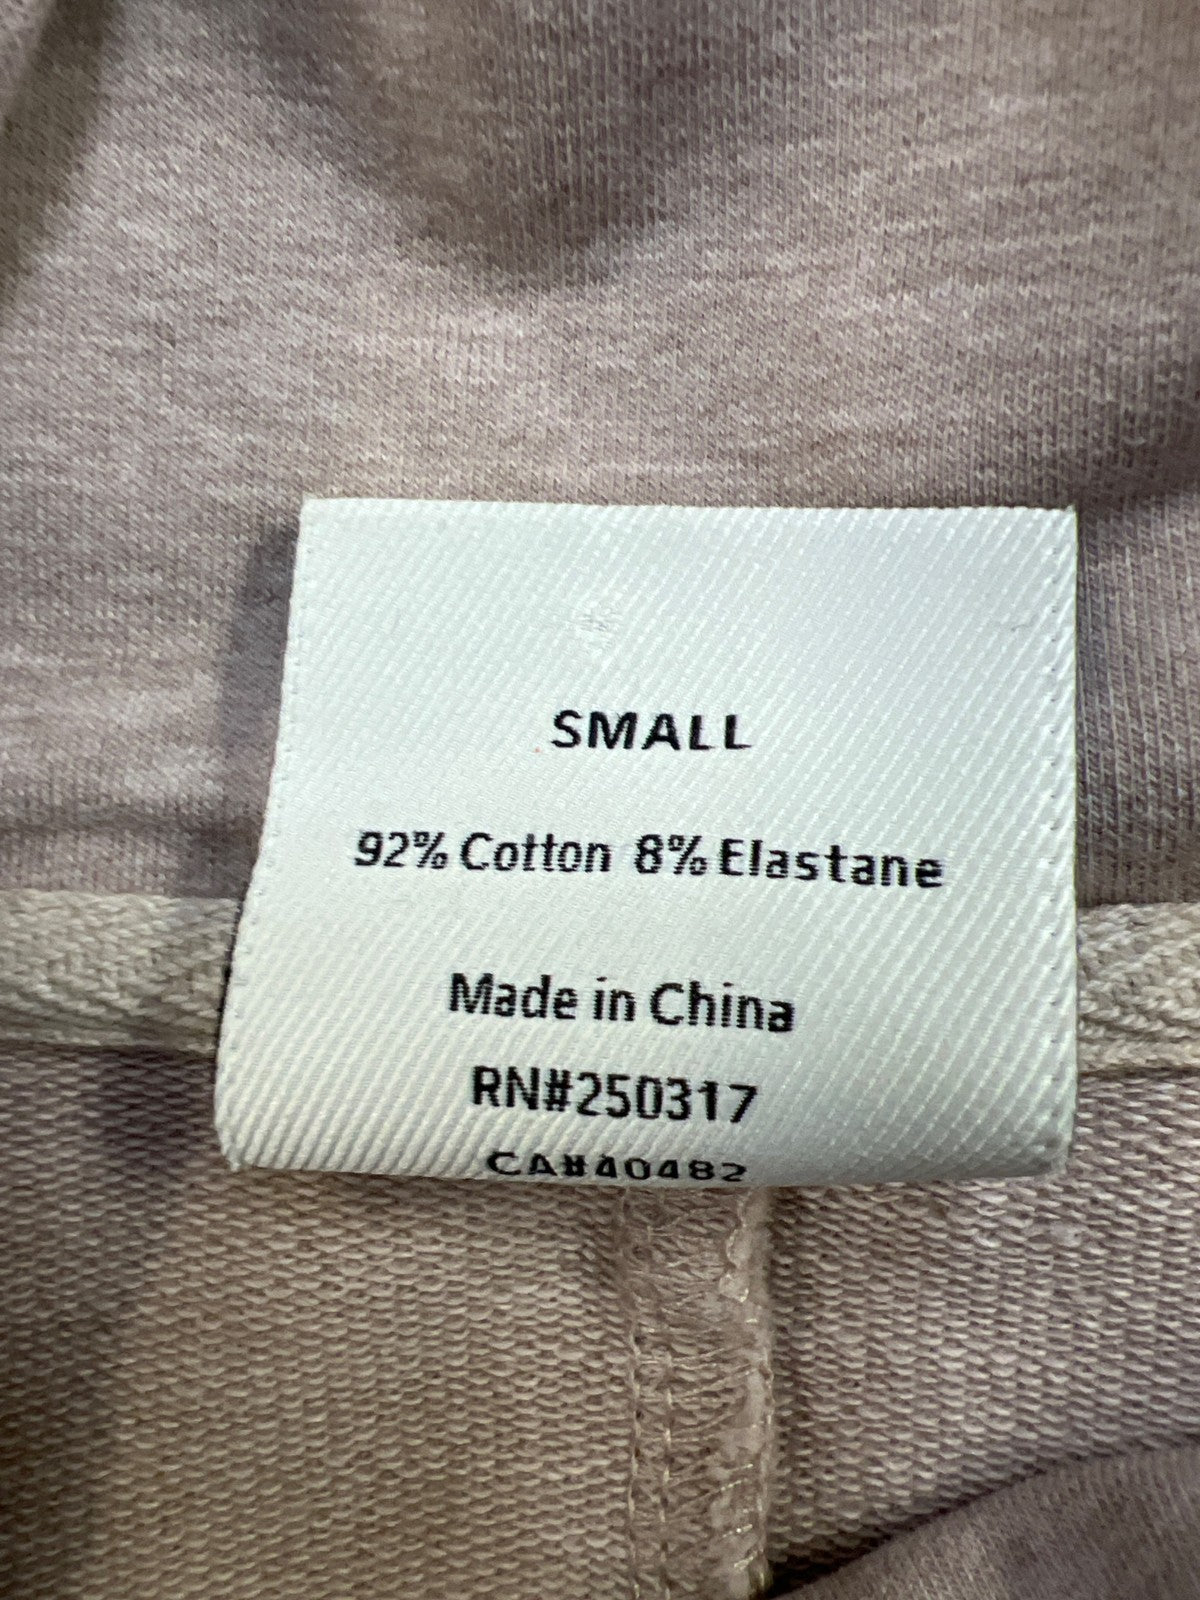 SMALL
92% Cotton 8% Elastane
Made in China
RN#250317
CA#40482